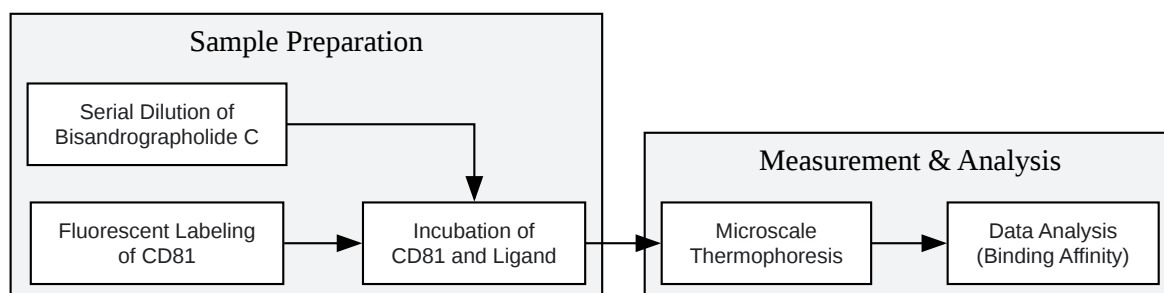 Sample Preparation
Serial Dilution of
Bisandrographolide C
Fluorescent Labeling
of CD81
Incubation of
CD81 and Ligand
Measurement & Analysis
Microscale
Thermophoresis
Data Analysis
(Binding Affinity)